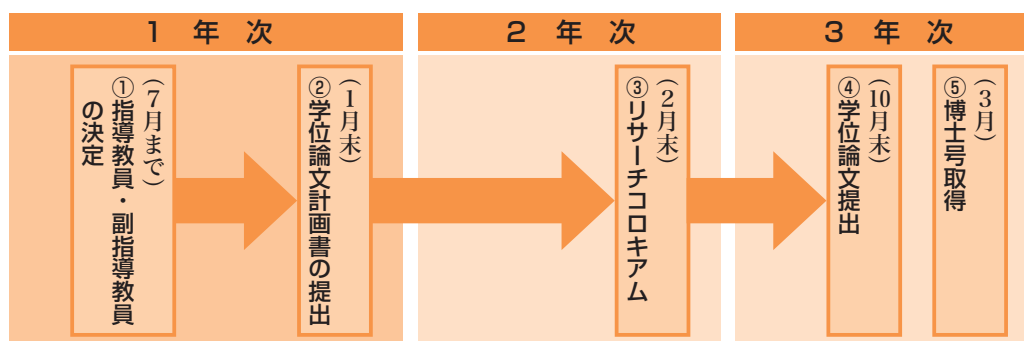 1年次
①指導教員・副指導教員
の決定
（7月まで）
②学位論文計画書の提出
（1月末）
2年次
③リサーチコロキアム
（2月末）
3年次
④学位論文提出
（10月末）
⑤博士号取得
（3月）